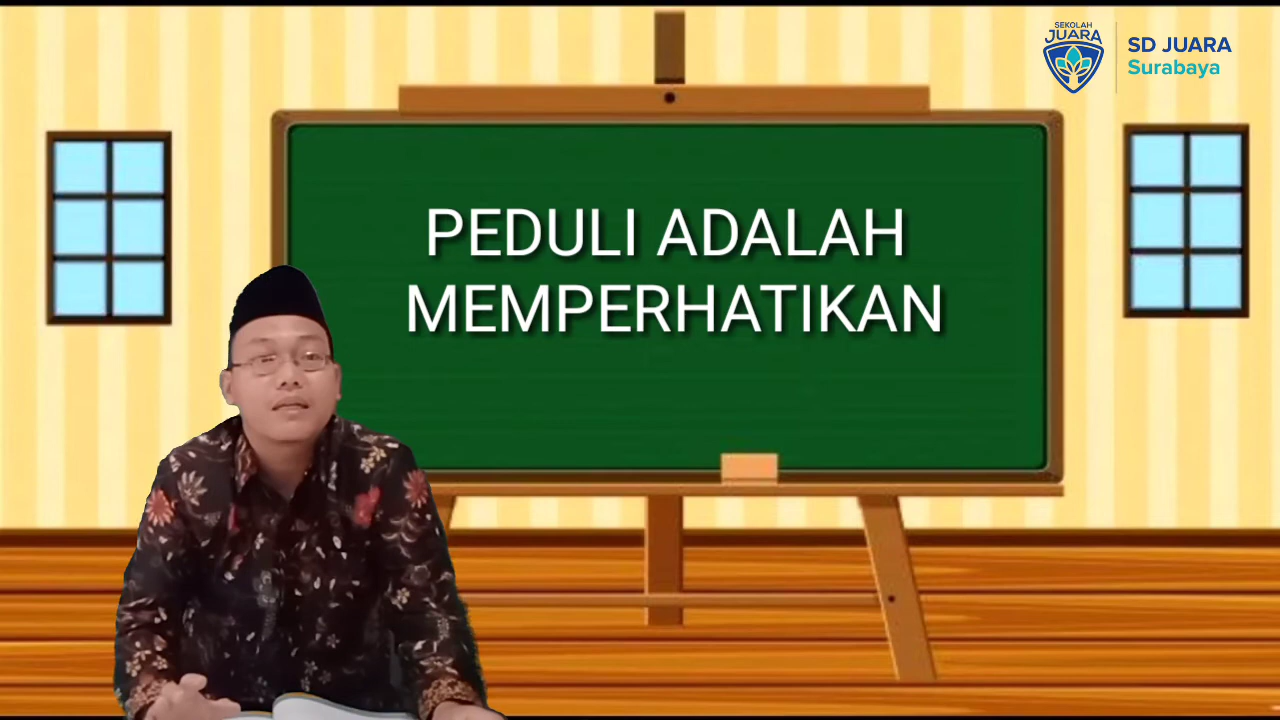 SEKOLAH
JUARA
SD JUARA
Surabaya
PEDULI ADALAH
MEMPERHATIKAN